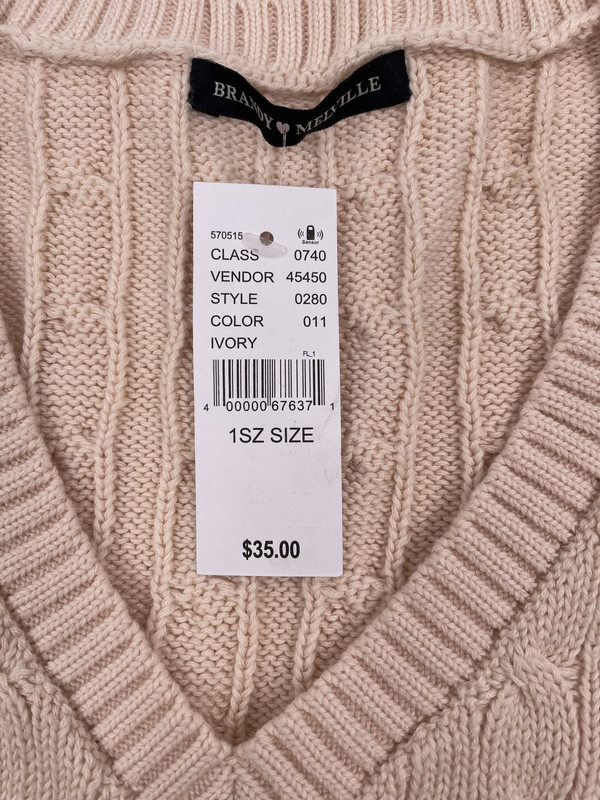 BRANDY MELVILLE
570515
Sensor
CLASS 0740
VENDOR 45450
STYLE 0280
COLOR 011
IVORY
FL_1
4 00000 67637 1
1SZ SIZE
$35.00